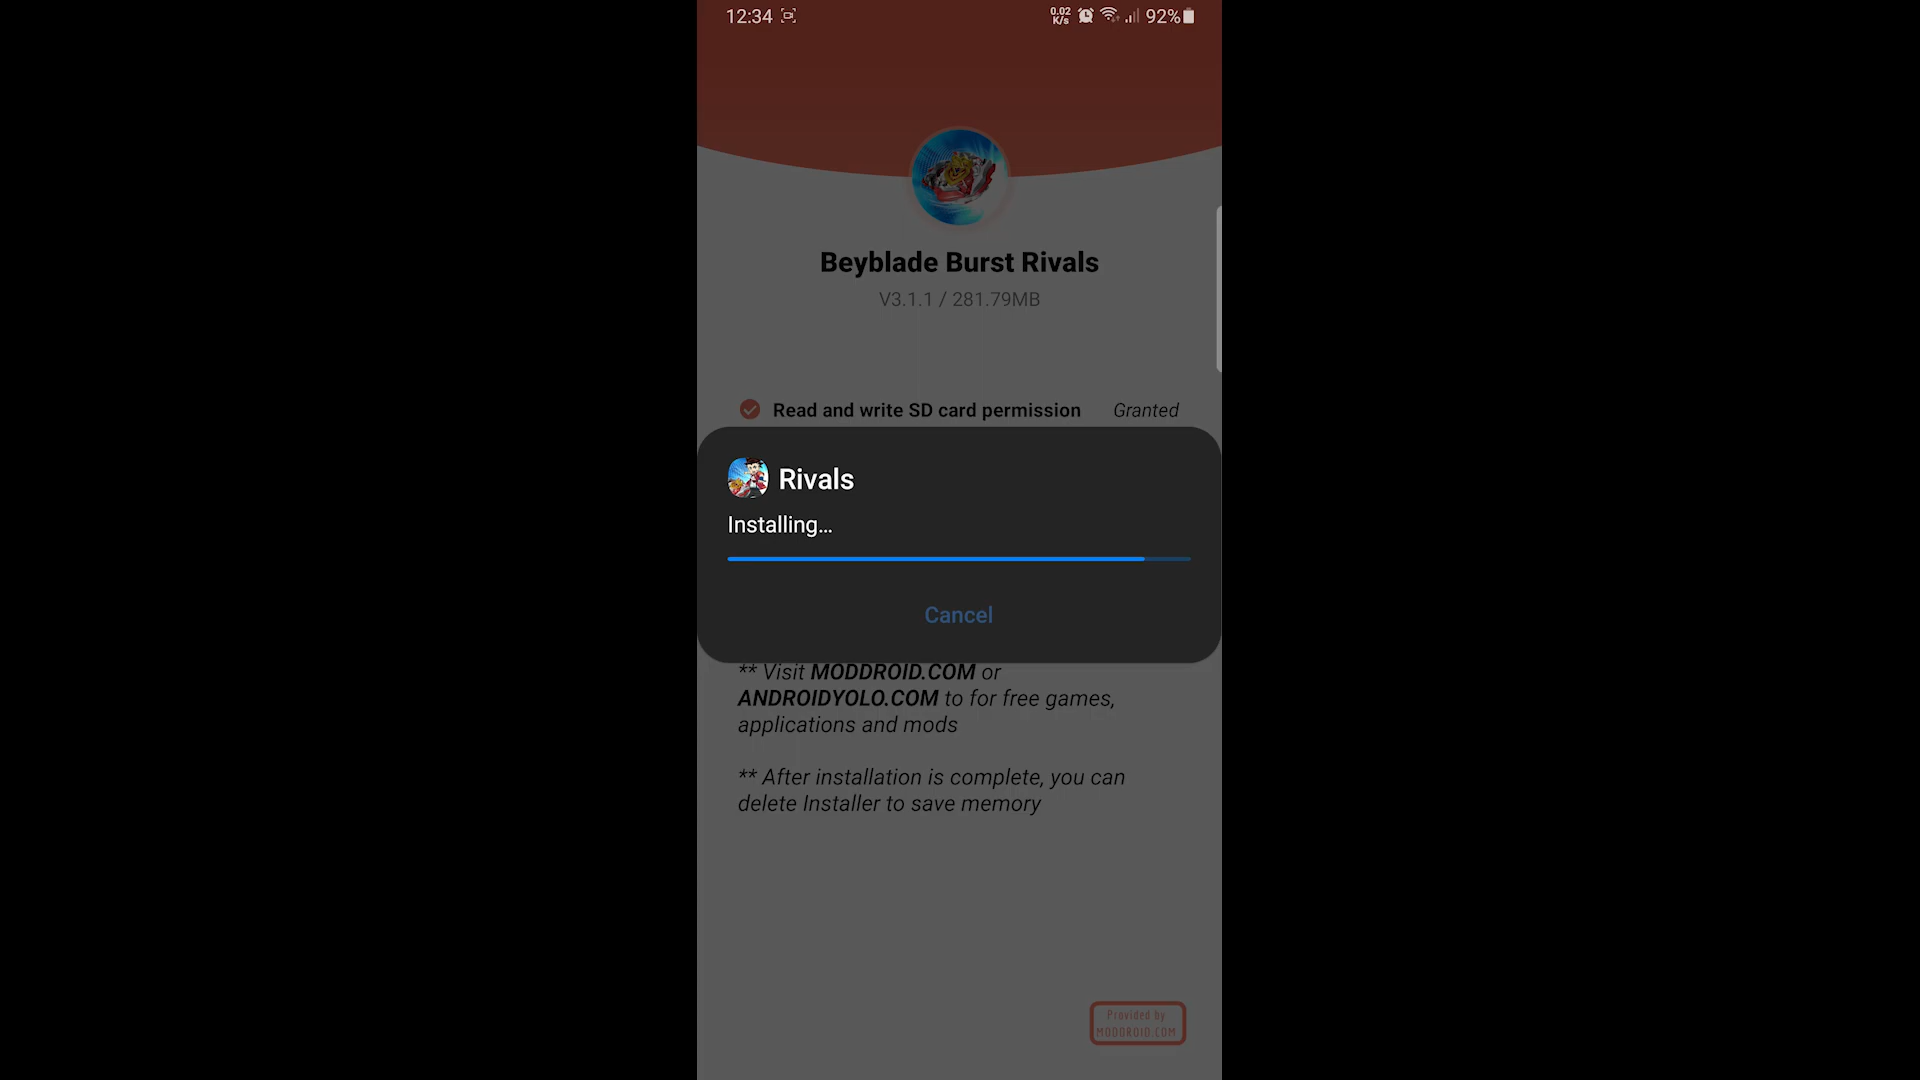 12:34
0.02
K/s
92%
Beyblade Burst Rivals
V3.1.1 / 281.79MB
Read and write SD card permission Granted
Rivals
Installing...
Cancel
** Visit MODDROID.COM or
ANDROIDYOLO.COM to for free games,
applications and mods
** After installation is complete, you can
delete Installer to save memory
Provided by
MODDROID.COM